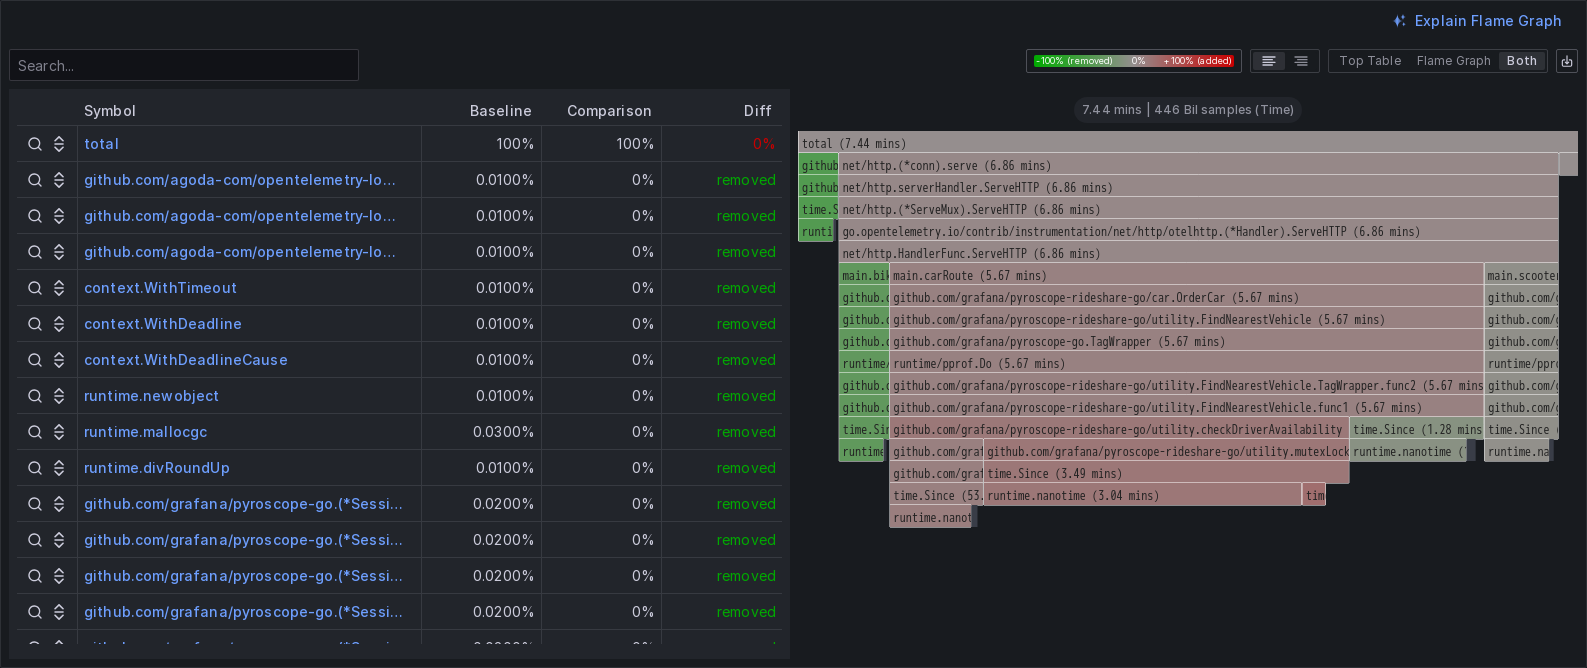 Explain Flame Graph
Search...
-100% (removed) 0% +100% (added)
Top Table Flame Graph Both
Symbol Baseline Comparison Diff
total 100% 100% 0%
github.com/agoda-com/opentelemetry-lo... 0.0100% 0% removed
github.com/agoda-com/opentelemetry-lo... 0.0100% 0% removed
github.com/agoda-com/opentelemetry-lo... 0.0100% 0% removed
context.WithTimeout 0.0100% 0% removed
context.WithDeadline 0.0100% 0% removed
context.WithDeadlineCause 0.0100% 0% removed
runtime.newobject 0.0100% 0% removed
runtime.mallocgc 0.0300% 0% removed
runtime.divRoundUp 0.0100% 0% removed
github.com/grafana/pyroscope-go.(*Sessi... 0.0200% 0% removed
github.com/grafana/pyroscope-go.(*Sessi... 0.0200% 0% removed
github.com/grafana/pyroscope-go.(*Sessi... 0.0200% 0% removed
github.com/grafana/pyroscope-go.(*Sessi... 0.0200% 0% removed
7.44 mins | 446 Bil samples (Time)
total (7.44 mins)
github net/http.(*conn).serve (6.86 mins)
github net/http.serverHandler.ServeHTTP (6.86 mins)
time.S net/http.(*ServeMux).ServeHTTP (6.86 mins)
runti go.opentelemetry.io/contrib/instrumentation/net/http/otelhttp.(*Handler).ServeHTTP (6.86 mins)
net/http.HandlerFunc.ServeHTTP (6.86 mins)
main.bik main.carRoute (5.67 mins) main.scooter
github.c github.com/grafana/pyroscope-rideshare-go/car.OrderCar (5.67 mins) github.com/g
github.c github.com/grafana/pyroscope-rideshare-go/utility.FindNearestVehicle (5.67 mins) github.com/g
github.c github.com/grafana/pyroscope-go.TagWrapper (5.67 mins) github.com/g
runtime/ runtime/pprof.Do (5.67 mins) runtime/ppro
github.c github.com/grafana/pyroscope-rideshare-go/utility.FindNearestVehicle.TagWrapper.func2 (5.67 mins github.com/g
github.c github.com/grafana/pyroscope-rideshare-go/utility.FindNearestVehicle.func1 (5.67 mins) github.com/g
time.Sin github.com/grafana/pyroscope-rideshare-go/utility.checkDriverAvailability time.Since (1.28 mins time.Since (
runtime github.com/graf github.com/grafana/pyroscope-rideshare-go/utility.mutexLock runtime.nanotime ( runtime.na
github.com/graf time.Since (3.49 mins)
time.Since (53. runtime.nanotime (3.04 mins) time
runtime.nanot